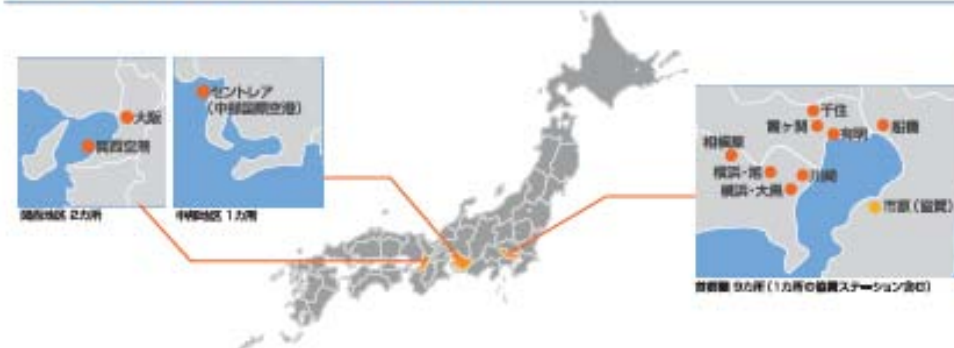 大阪
関西空港
関西地区 2カ所
セントレア
(中部国際空港)
中部地区 1カ所
千住
霞ヶ関
有明
船橋
相模原
横浜・旭
川崎
横浜・大黒
市原(協賛)
首都圏 9カ所(1カ所の協賛ステーション含む)